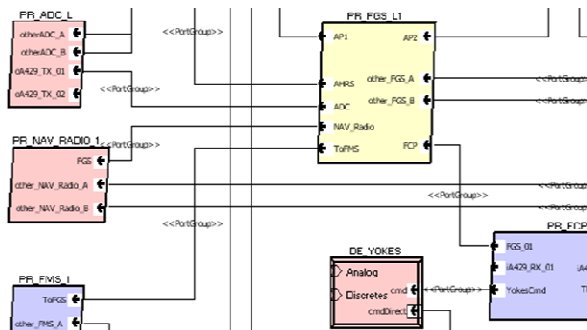 PR_ADC_L
otherADC_A
otherADC_B
oA429_TX_01
oA429_TX_02
<<PortGroup>>
<<PortGroup>>
PR_FGS_L1
AP1
AP2
AHRS
other_FGS_A
ADC
other_FGS_B
NAV_Radio
ToFMS
FCP
<<PortGroup>>
<<PortGroup>>
PR_NAV_RADIO_1
<<PortGroup>>
FGS
other_NAV_Radio_A
other_NAV_Radio_B
<<PortGroup>>
<<PortGroup>>
<<PortGroup>>
<<PortGroup>>
PR_FMS_1
ToFGS
other_FMS_A
DE_YOKES
Analog
Discretes
cmd
cmdDirect
<<PortGroup>>
PR_FCP
FGS_01
iA429_RX_01
YokesCmd